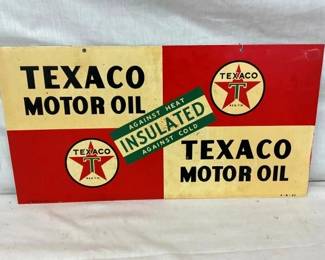 TEXACO
MOTOR OIL
TEXACO
T
AGAINST HEAT
INSULATED
AGAINST COLD
TEXACO
T
TEXACO
MOTOR OIL